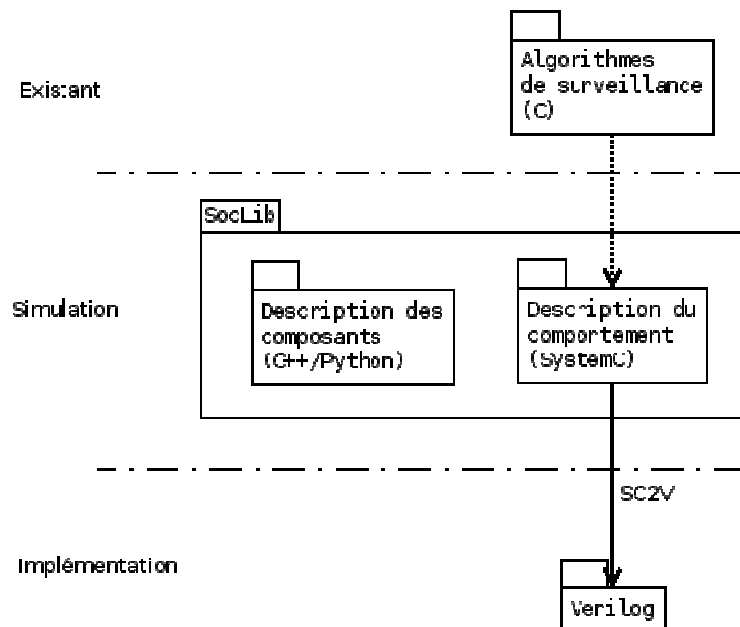 Algorithmes
de surveillance
(C)
Existant
SocLib
Simulation
Description des
composants
(C++/Python)
Description du
comportement
(SystemC)
SC2V
Implémentation
Verilog